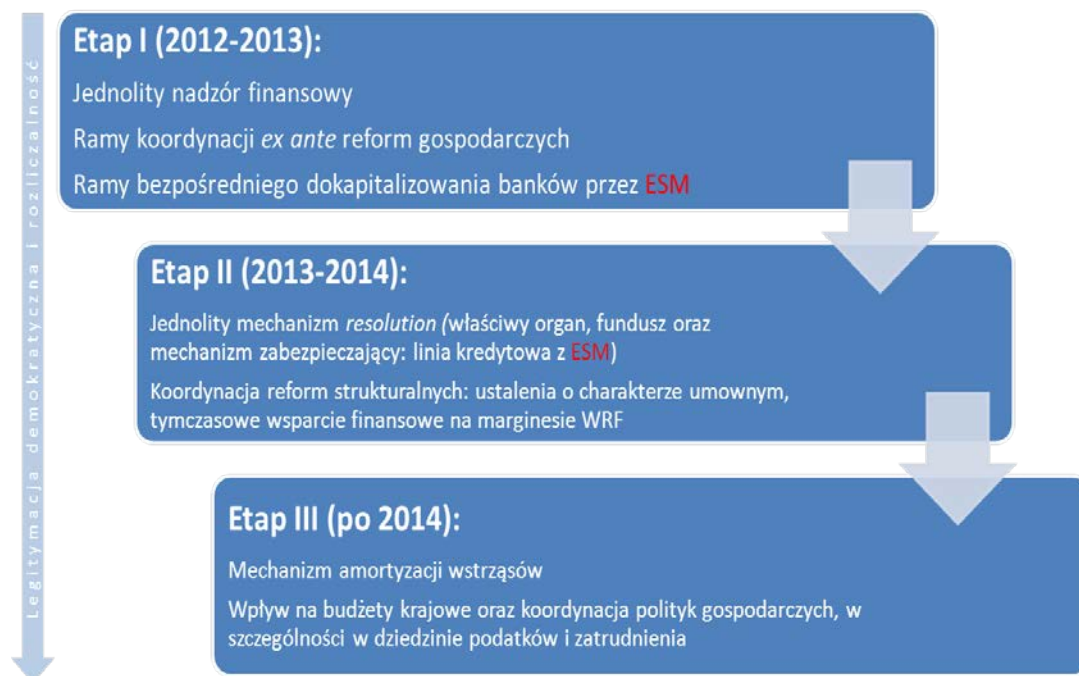 Legitymacja demokratyczna i rozliczalność
Etap I (2012-2013):
Jednolity nadzór finansowy
Ramy koordynacji ex ante reform gospodarczych
Ramy bezpośredniego dokapitalizowania banków przez ESM
Etap II (2013-2014):
Jednolity mechanizm resolution (właściwy organ, fundusz oraz
mechanizm zabezpieczający: linia kredytowa z ESM)
Koordynacja reform strukturalnych: ustalenia o charakterze umownym,
tymczasowe wsparcie finansowe na marginesie WRF
Etap III (po 2014):
Mechanizm amortyzacji wstrząsów
Wpływ na budżety krajowe oraz koordynacja polityk gospodarczych, w
szczególności w dziedzinie podatków i zatrudnienia